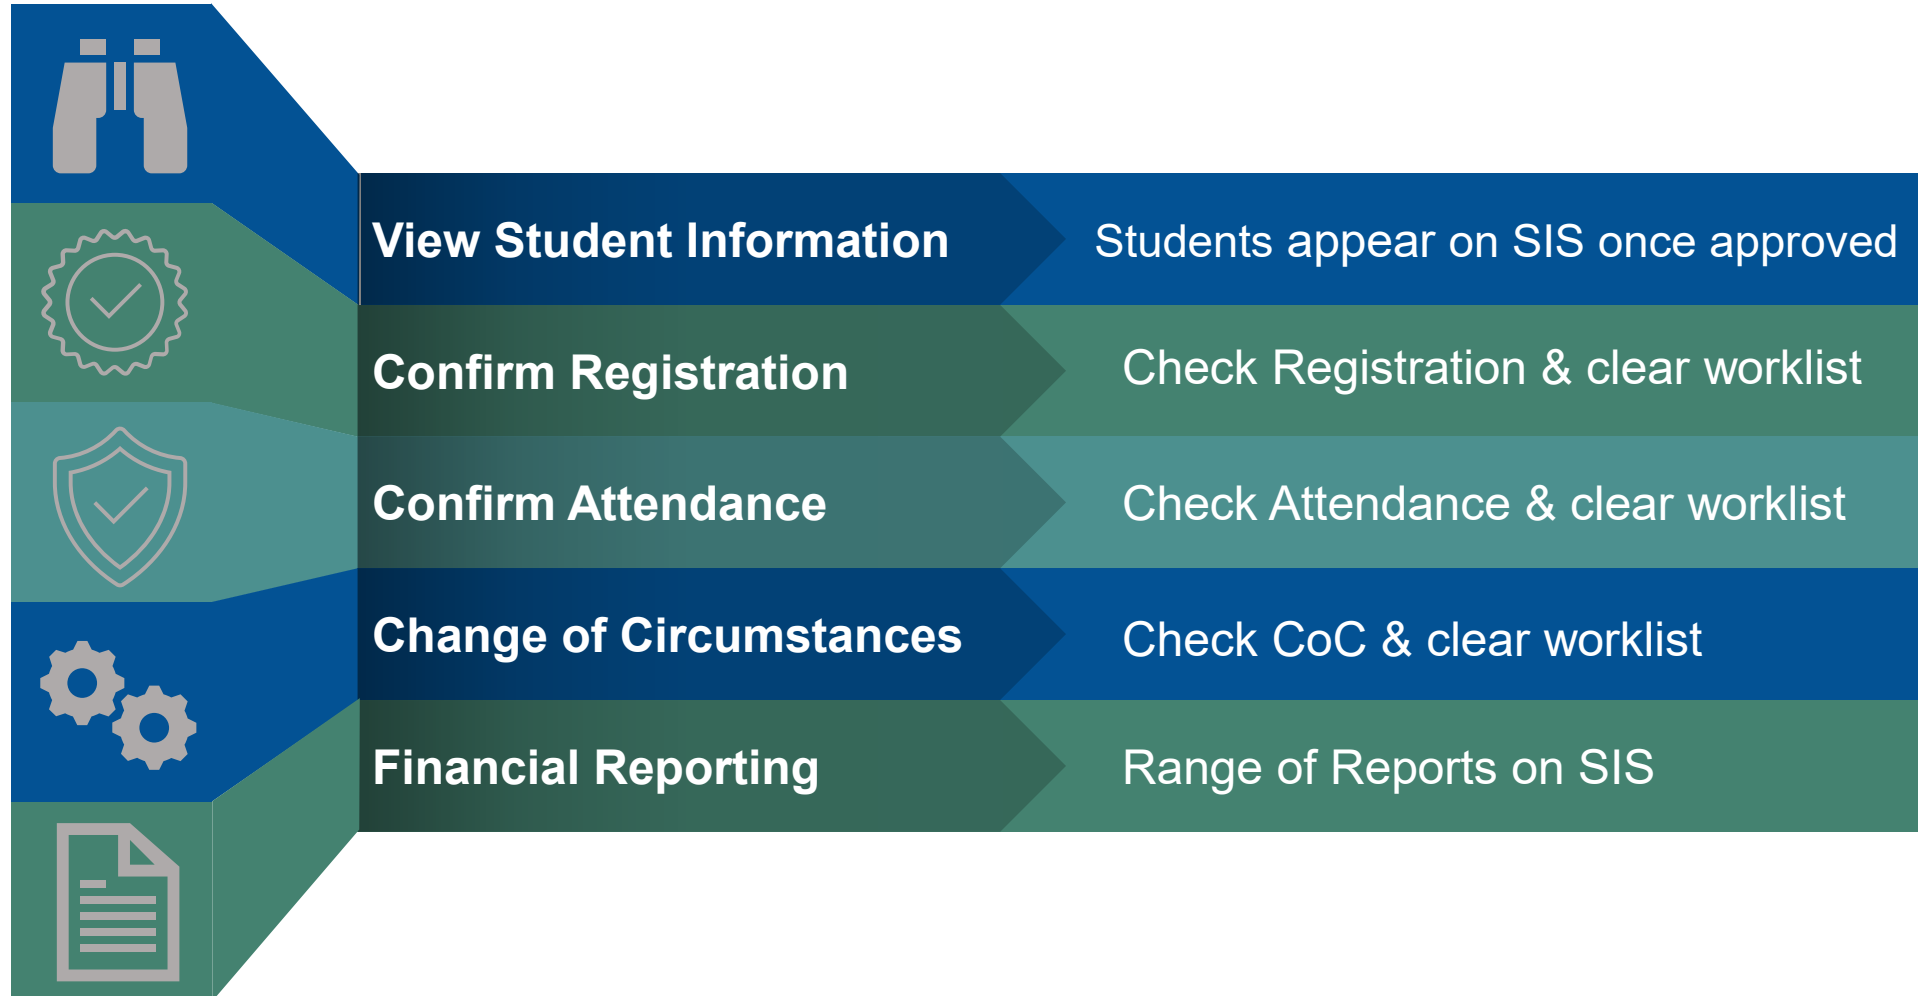 View Student Information
Students appear on SIS once approved
Confirm Registration
Check Registration & clear worklist
Confirm Attendance
Check Attendance & clear worklist
Change of Circumstances
Check CoC & clear worklist
Financial Reporting
Range of Reports on SIS